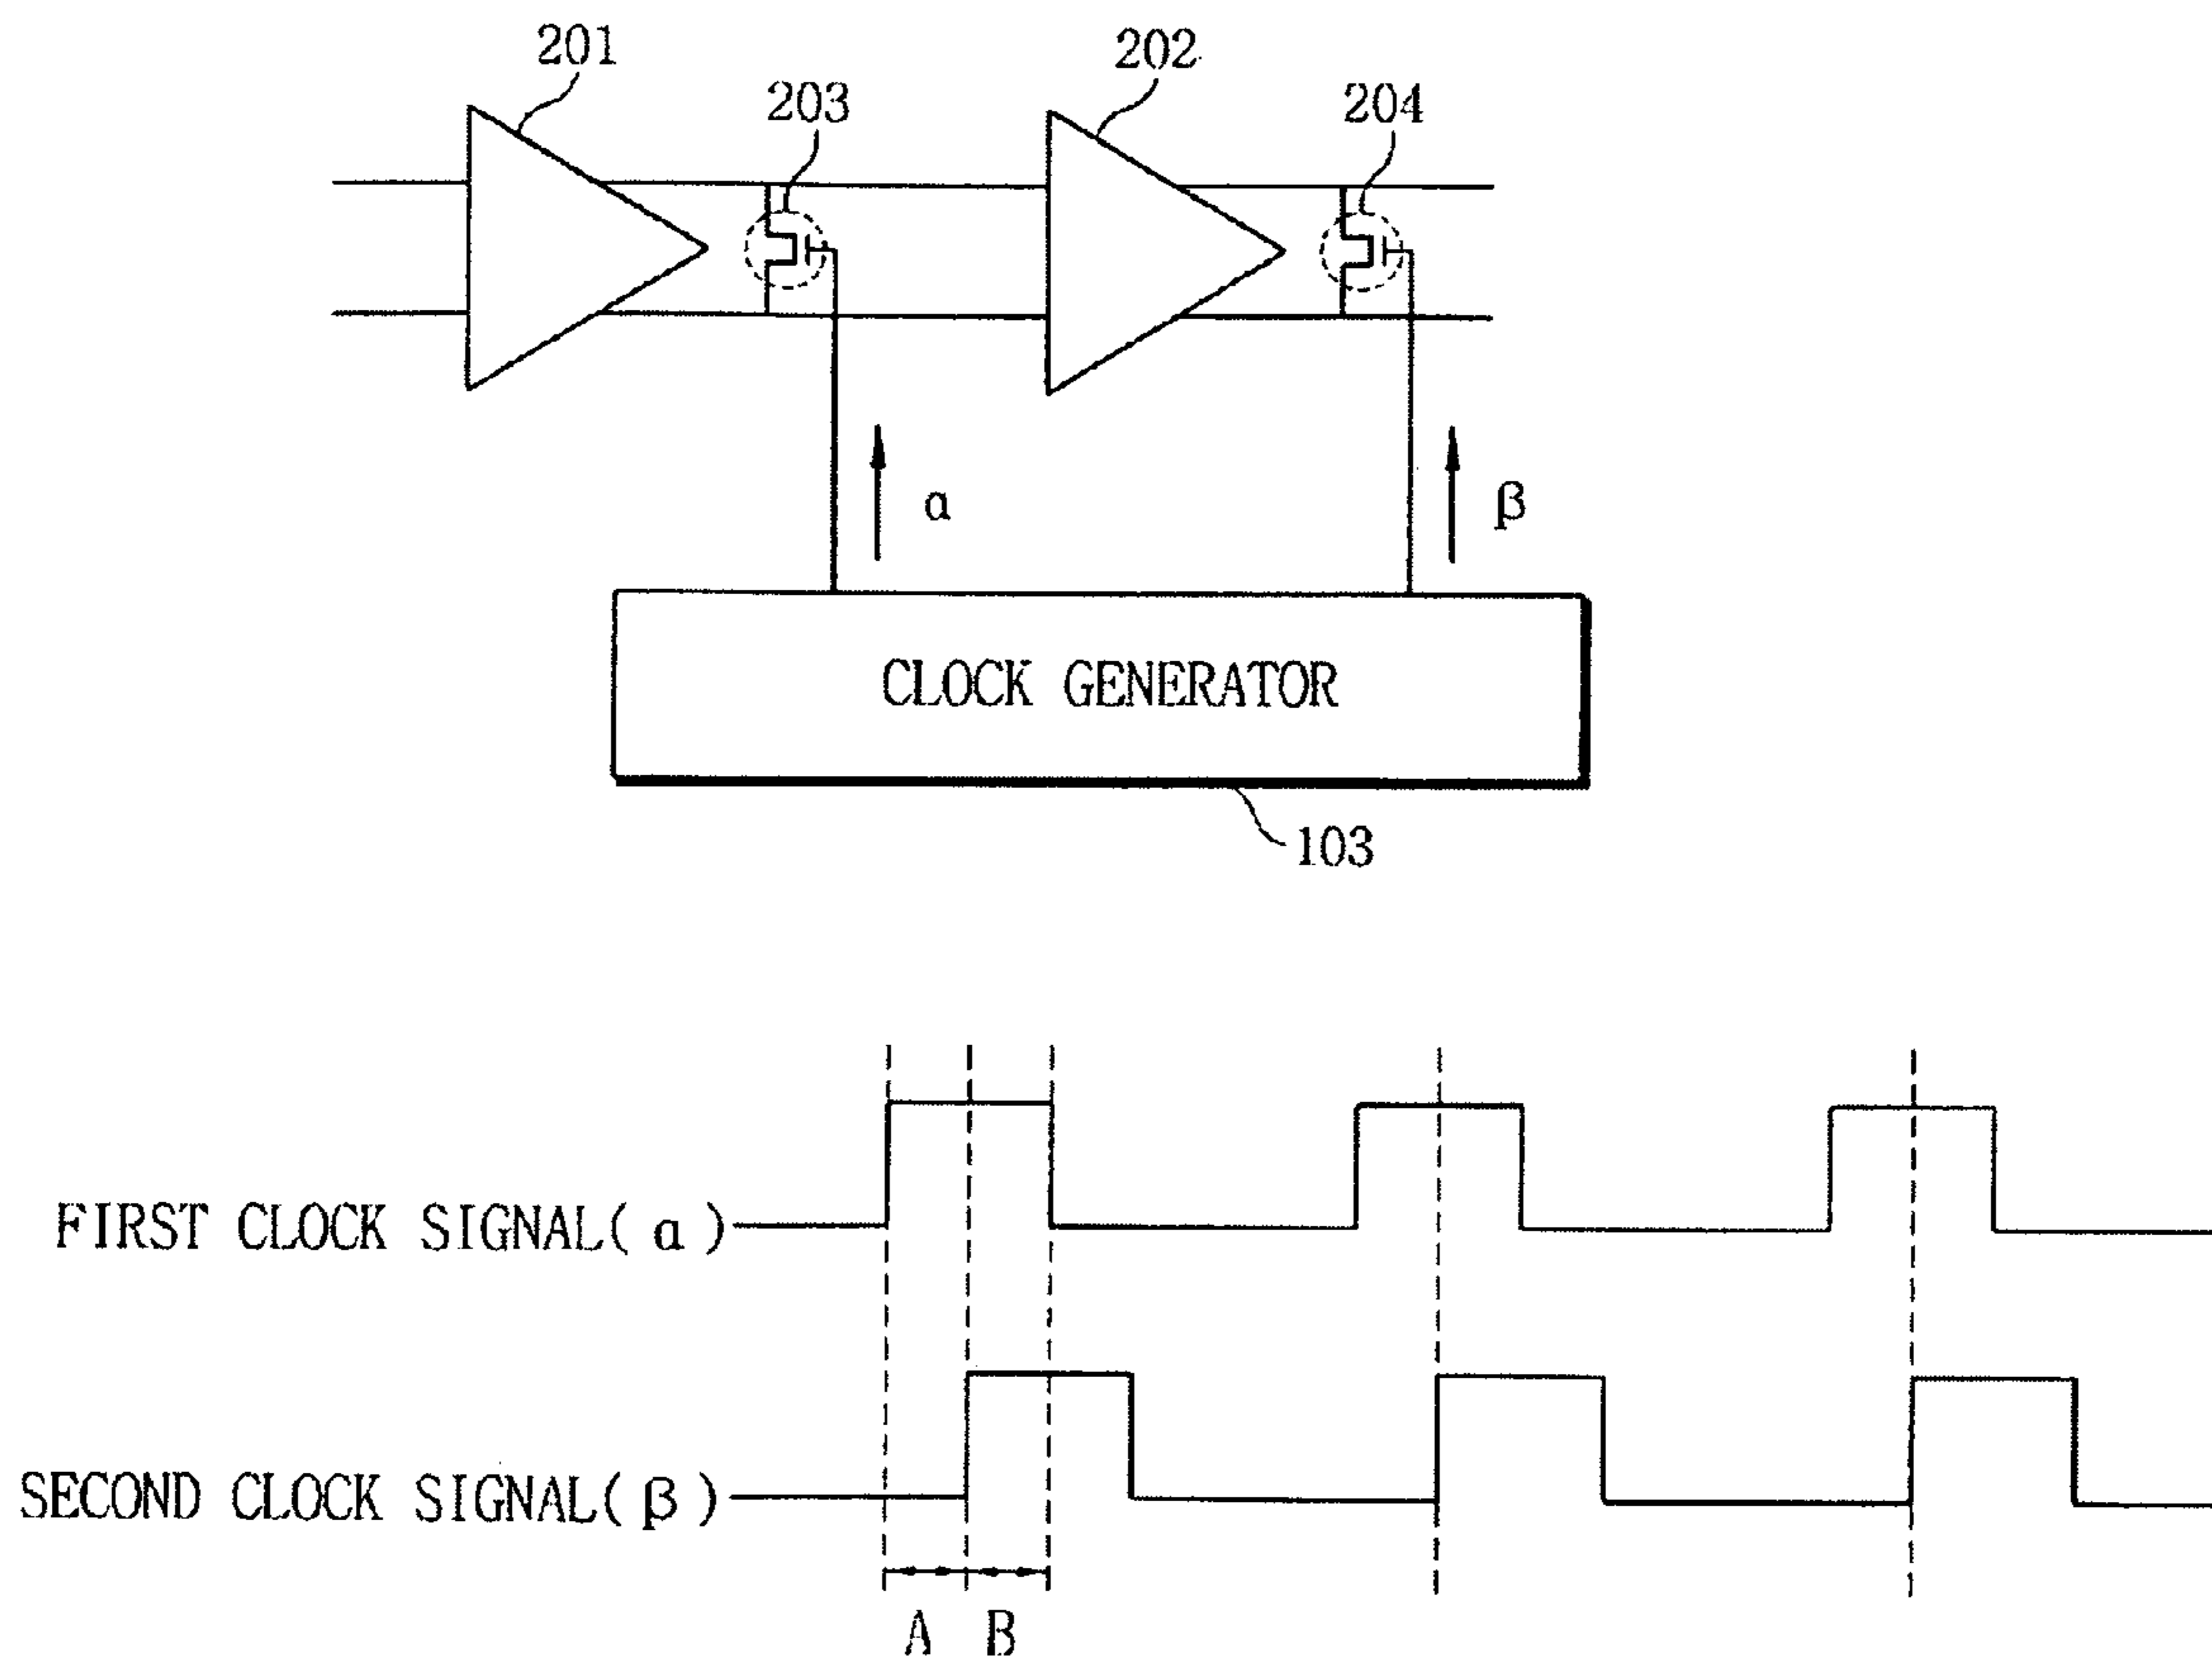 201
202
203
204
α
β
CLOCK GENERATOR
103
FIRST CLOCK SIGNAL( α )
SECOND CLOCK SIGNAL( β )
A B